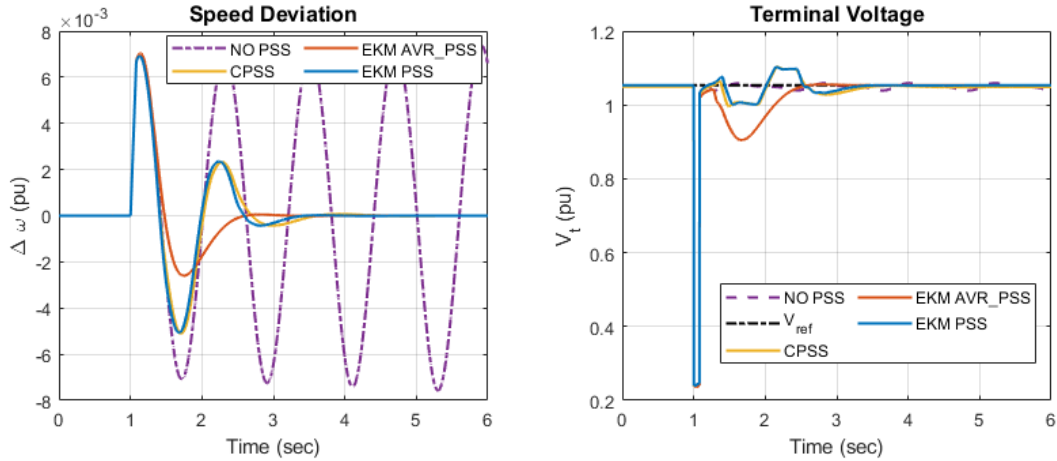 Speed Deviation
×10⁻³
8
6
4
2
0
-2
-4
-6
-8
Δ ω (pu)
NO PSS
CPSS
EKM AVR_PSS
EKM PSS
0 1 2 3 4 5 6
Time (sec)
Terminal Voltage
1.2
1
0.8
0.6
0.4
0.2
V_t (pu)
NO PSS
V_ref
CPSS
EKM AVR_PSS
EKM PSS
0 1 2 3 4 5 6
Time (sec)